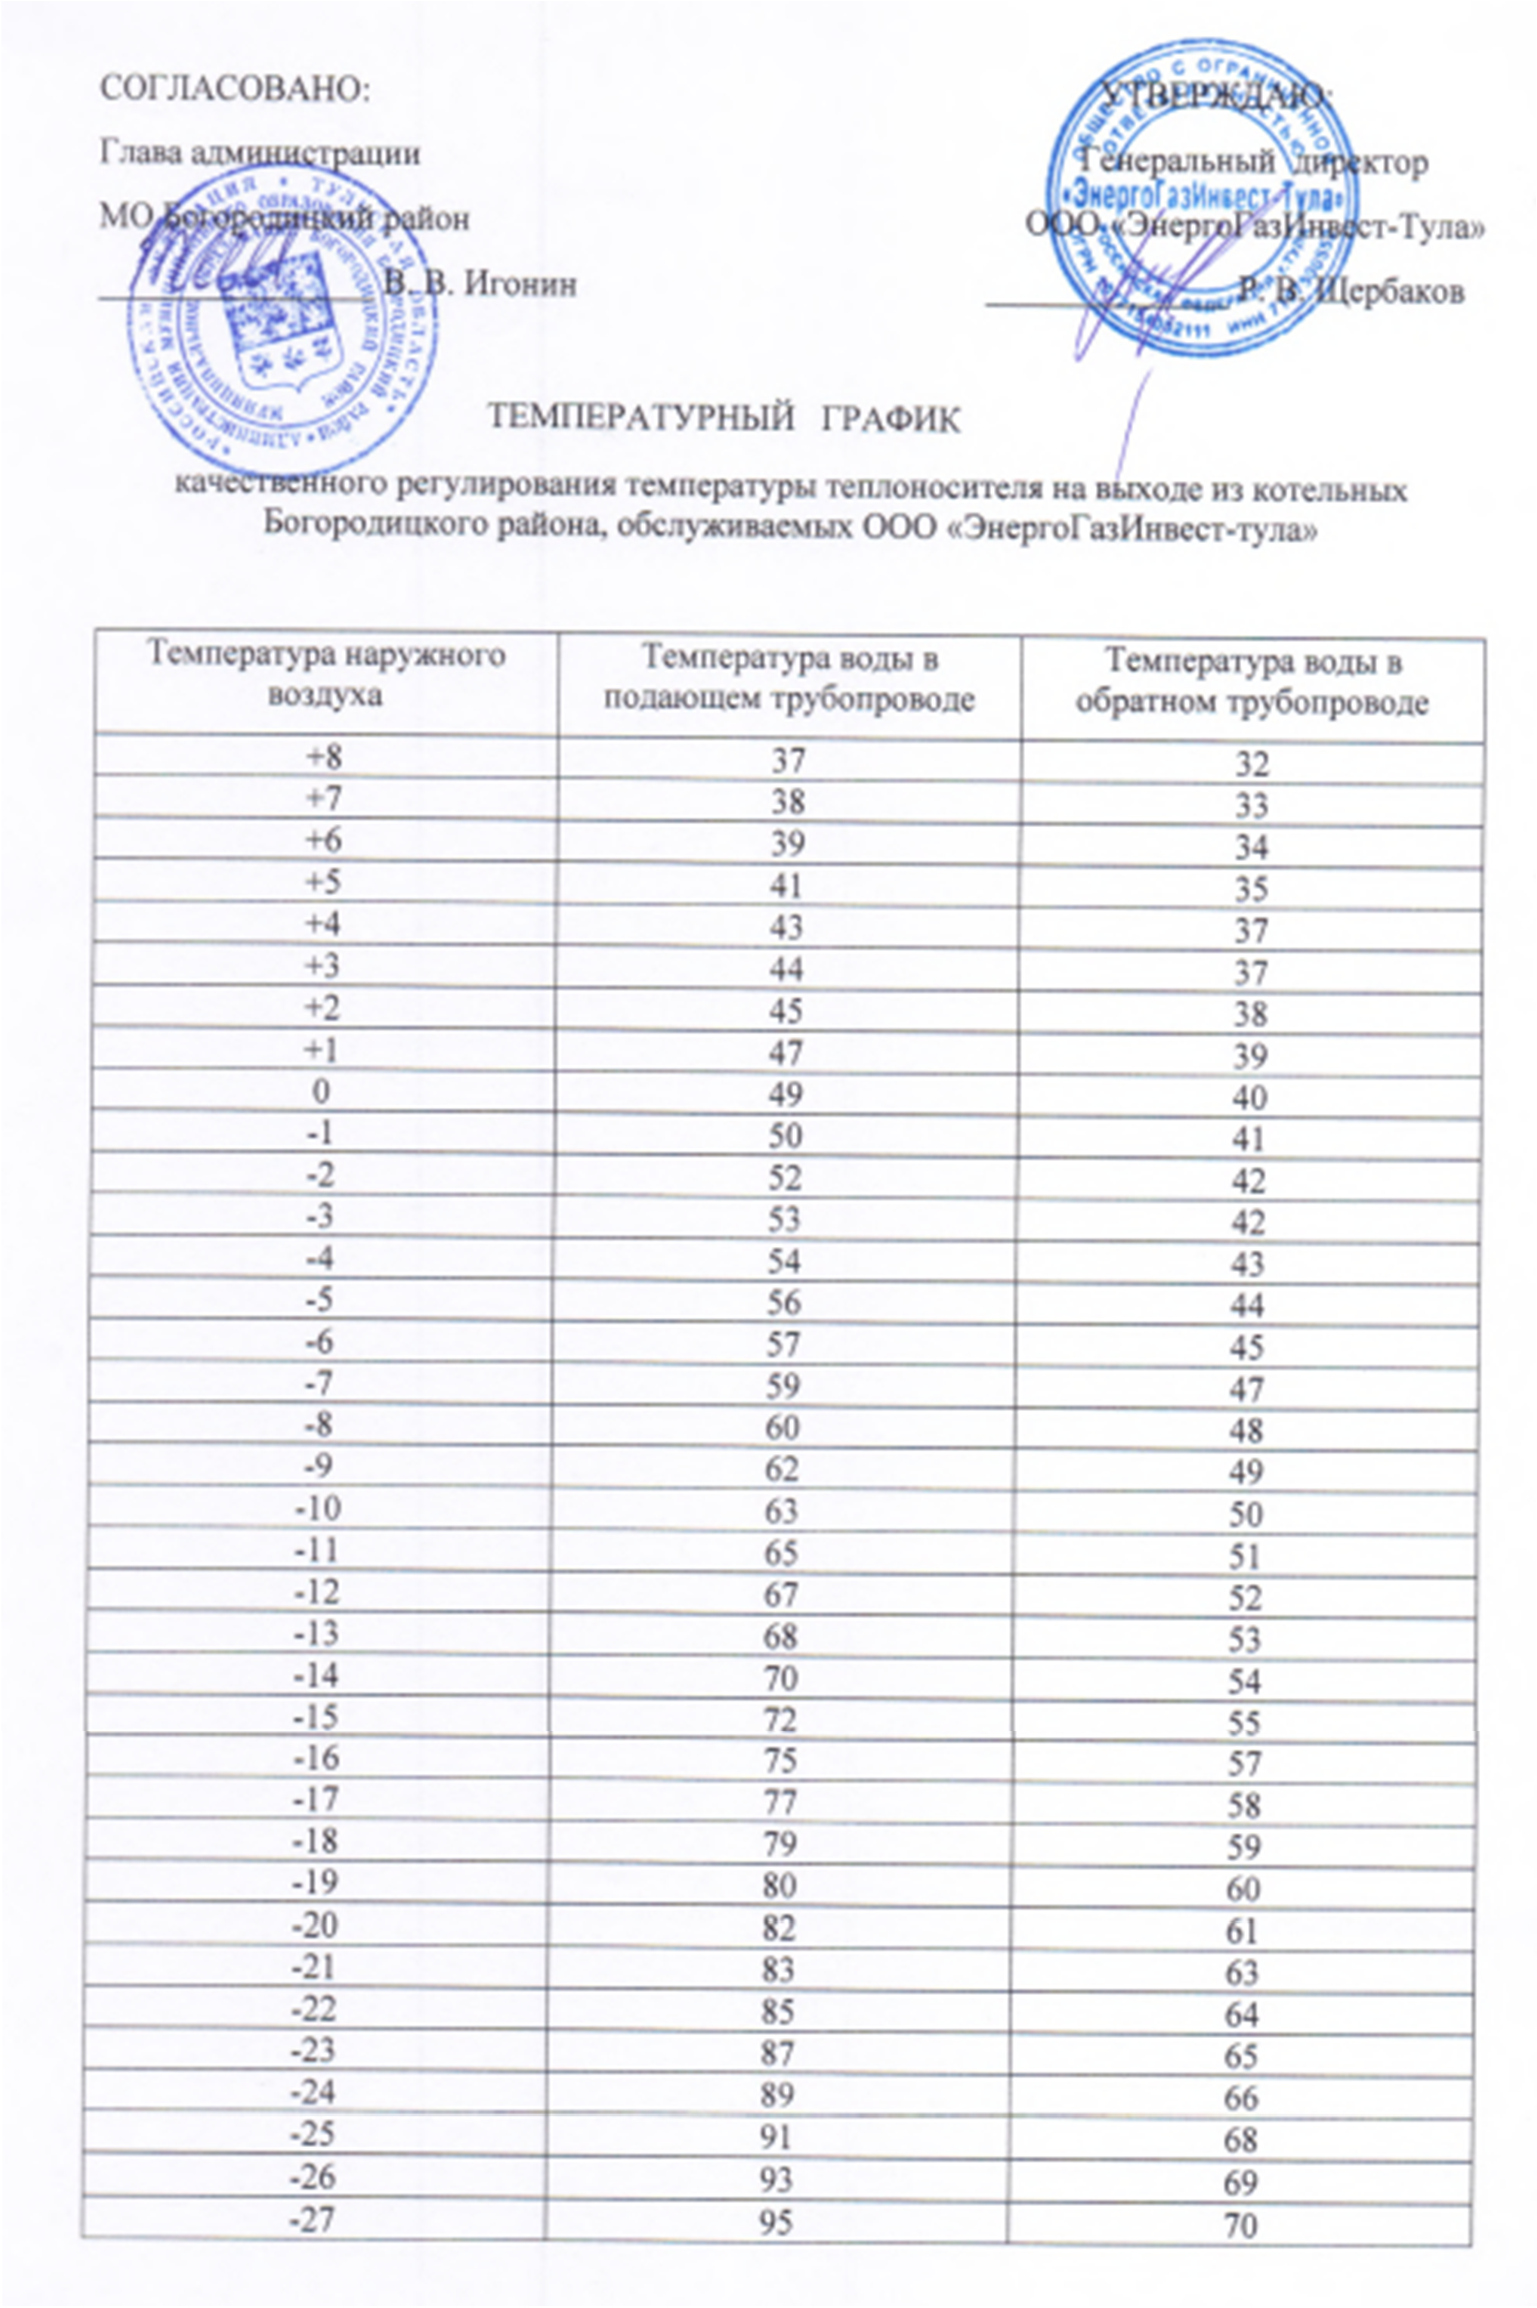 СОГЛАСОВАНО:
Глава администрации
МО Богородицкий район
В. В. Игонин
УТВЕРЖДАЮ:
Генеральный директор
ООО «ЭнергоГазИнвест-Тула»
Р. В. Щербаков
ОБЩЕСТВО С ОГРАНИЧЕННОЙ
ОТВЕТСТВЕННОСТЬЮ
«ЭнергоГазИнвест-Тула»
ТЕМПЕРАТУРНЫЙ ГРАФИК
качественного регулирования температуры теплоносителя на выходе из котельных
Богородицкого района, обслуживаемых ООО «ЭнергоГазИнвест-тула»
Температура наружного воздуха Температура воды в подающем трубопроводе Температура воды в обратном трубопроводе
+8 37 32
+7 38 33
+6 39 34
+5 41 35
+4 43 37
+3 44 37
+2 45 38
+1 47 39
0 49 40
-1 50 41
-2 52 42
-3 53 42
-4 54 43
-5 56 44
-6 57 45
-7 59 47
-8 60 48
-9 62 49
-10 63 50
-11 65 51
-12 67 52
-13 68 53
-14 70 54
-15 72 55
-16 75 57
-17 77 58
-18 79 59
-19 80 60
-20 82 61
-21 83 63
-22 85 64
-23 87 65
-24 89 66
-25 91 68
-26 93 69
-27 95 70